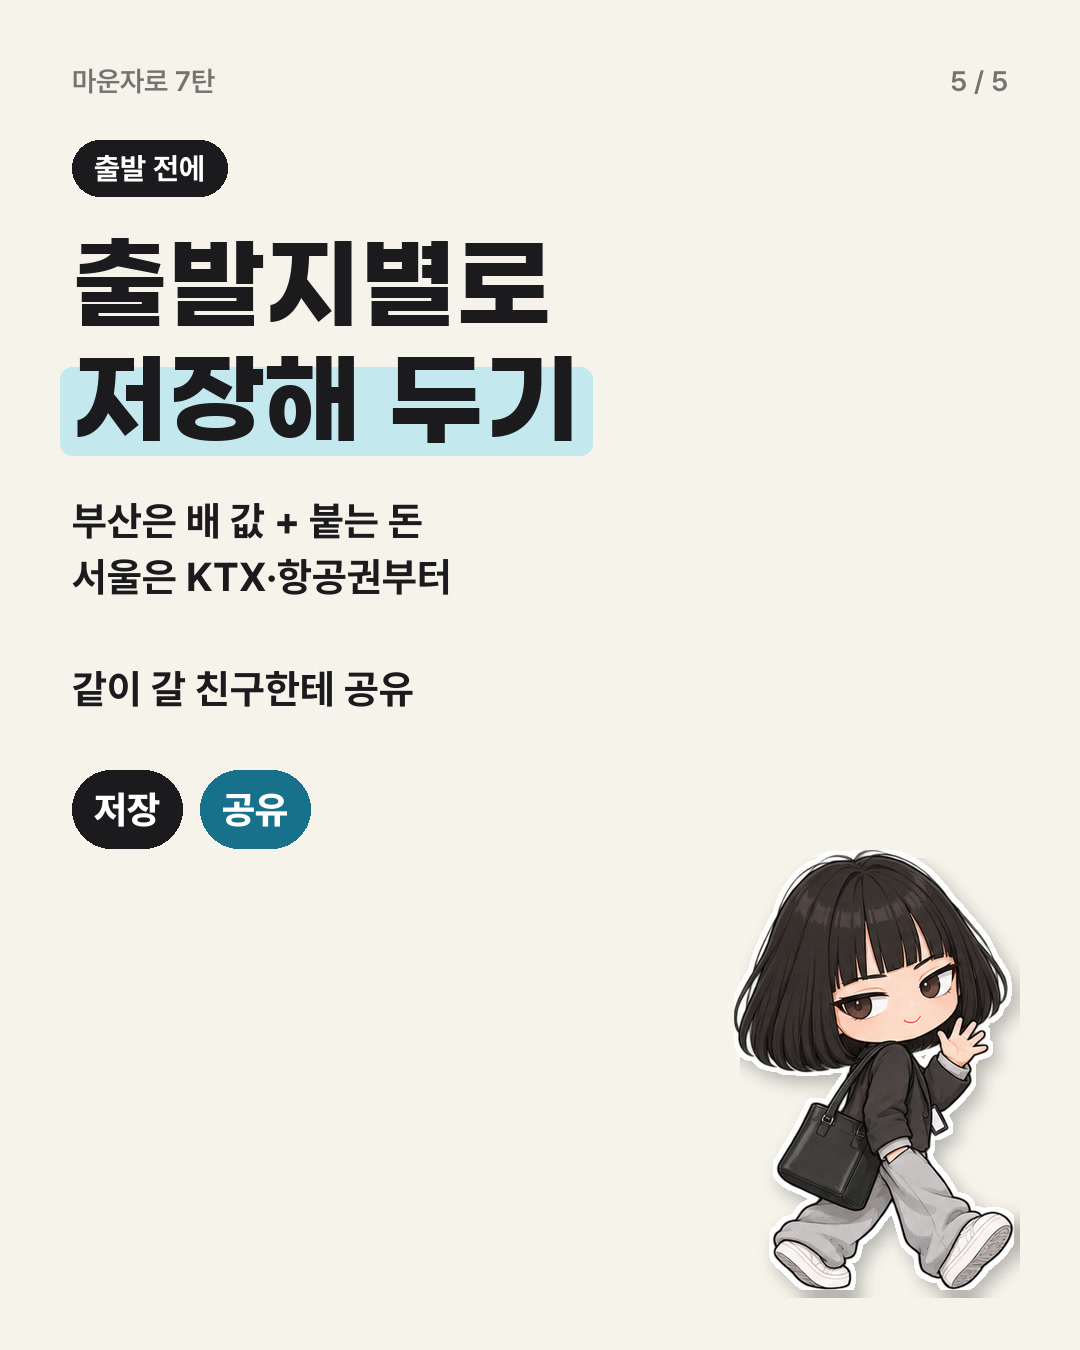 마운자로 7탄
5 / 5
출발 전에
출발지별로
저장해 두기
부산은 배 값 + 붙는 돈
서울은 KTX·항공권부터
같이 갈 친구한테 공유
저장
공유